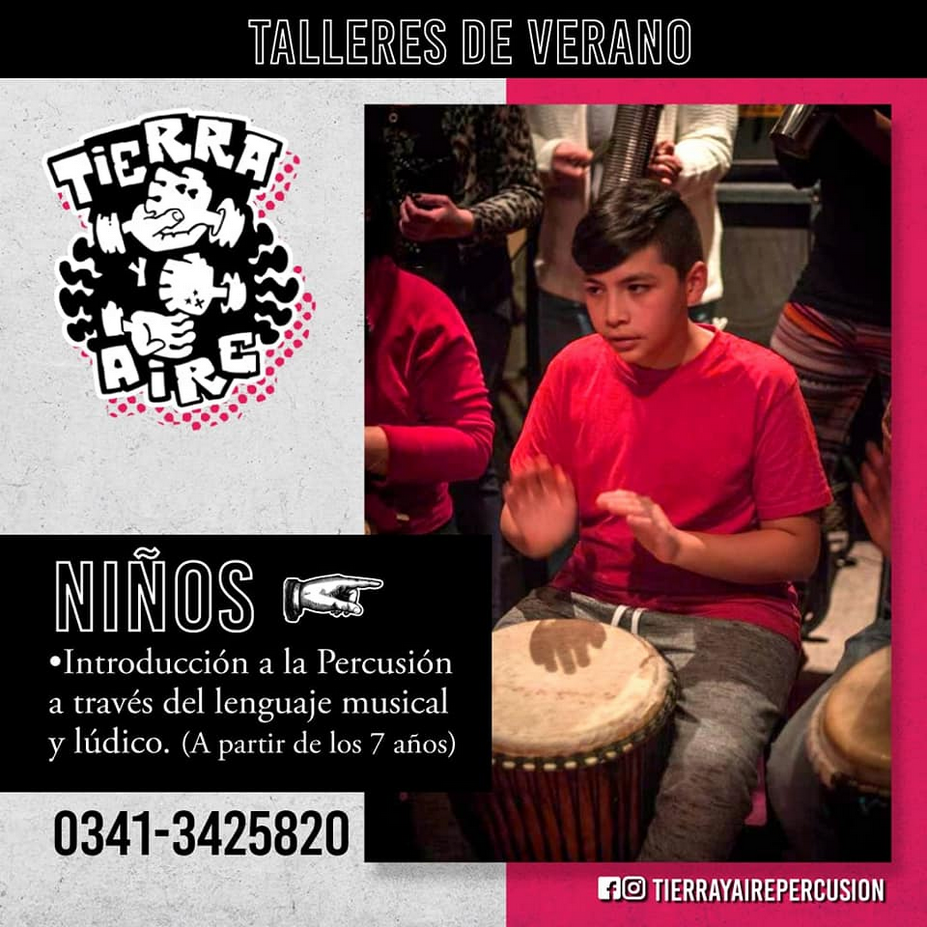 TALLERES DE VERANO
TIERRA
Y
AIRE
NIÑOS
•Introducción a la Percusión
a través del lenguaje musical
y lúdico. (A partir de los 7 años)
0341-3425820
TIERRAYAIREPERCUSION